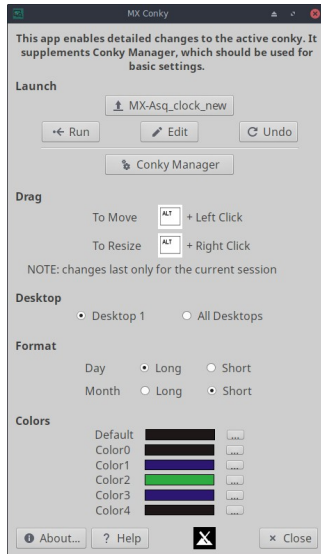 MX Conky
This app enables detailed changes to the active conky. It
supplements Conky Manager, which should be used for
basic settings.
Launch
MX-Asq_clock_new
Run Edit Undo
Conky Manager
Drag
To Move ALT + Left Click
To Resize ALT + Right Click
NOTE: changes last only for the current session
Desktop
Desktop 1 All Desktops
Format
Day Long Short
Month Long Short
Colors
Default ...
Color0 ...
Color1 ...
Color2 ...
Color3 ...
Color4 ...
About... ? Help × Close